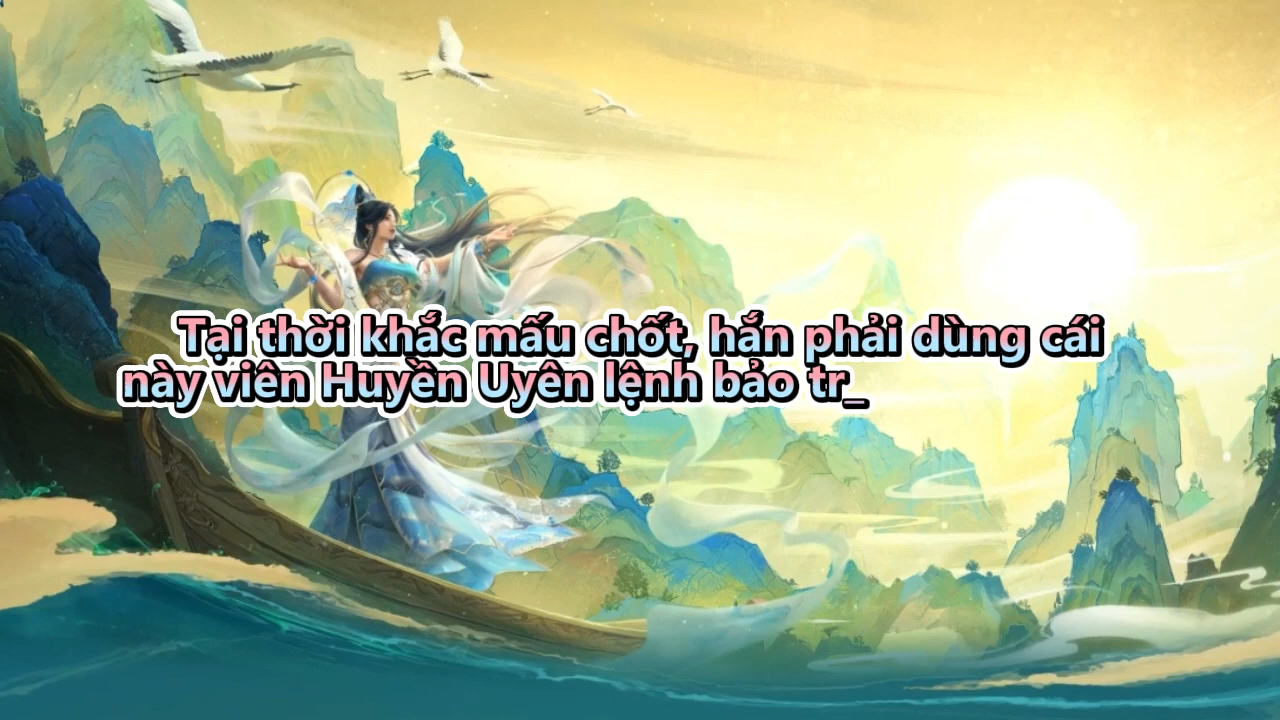 Tại thời khắc mấu chốt, hắn phải dùng cái
này viên Huyền Uyên lệnh bảo tr_